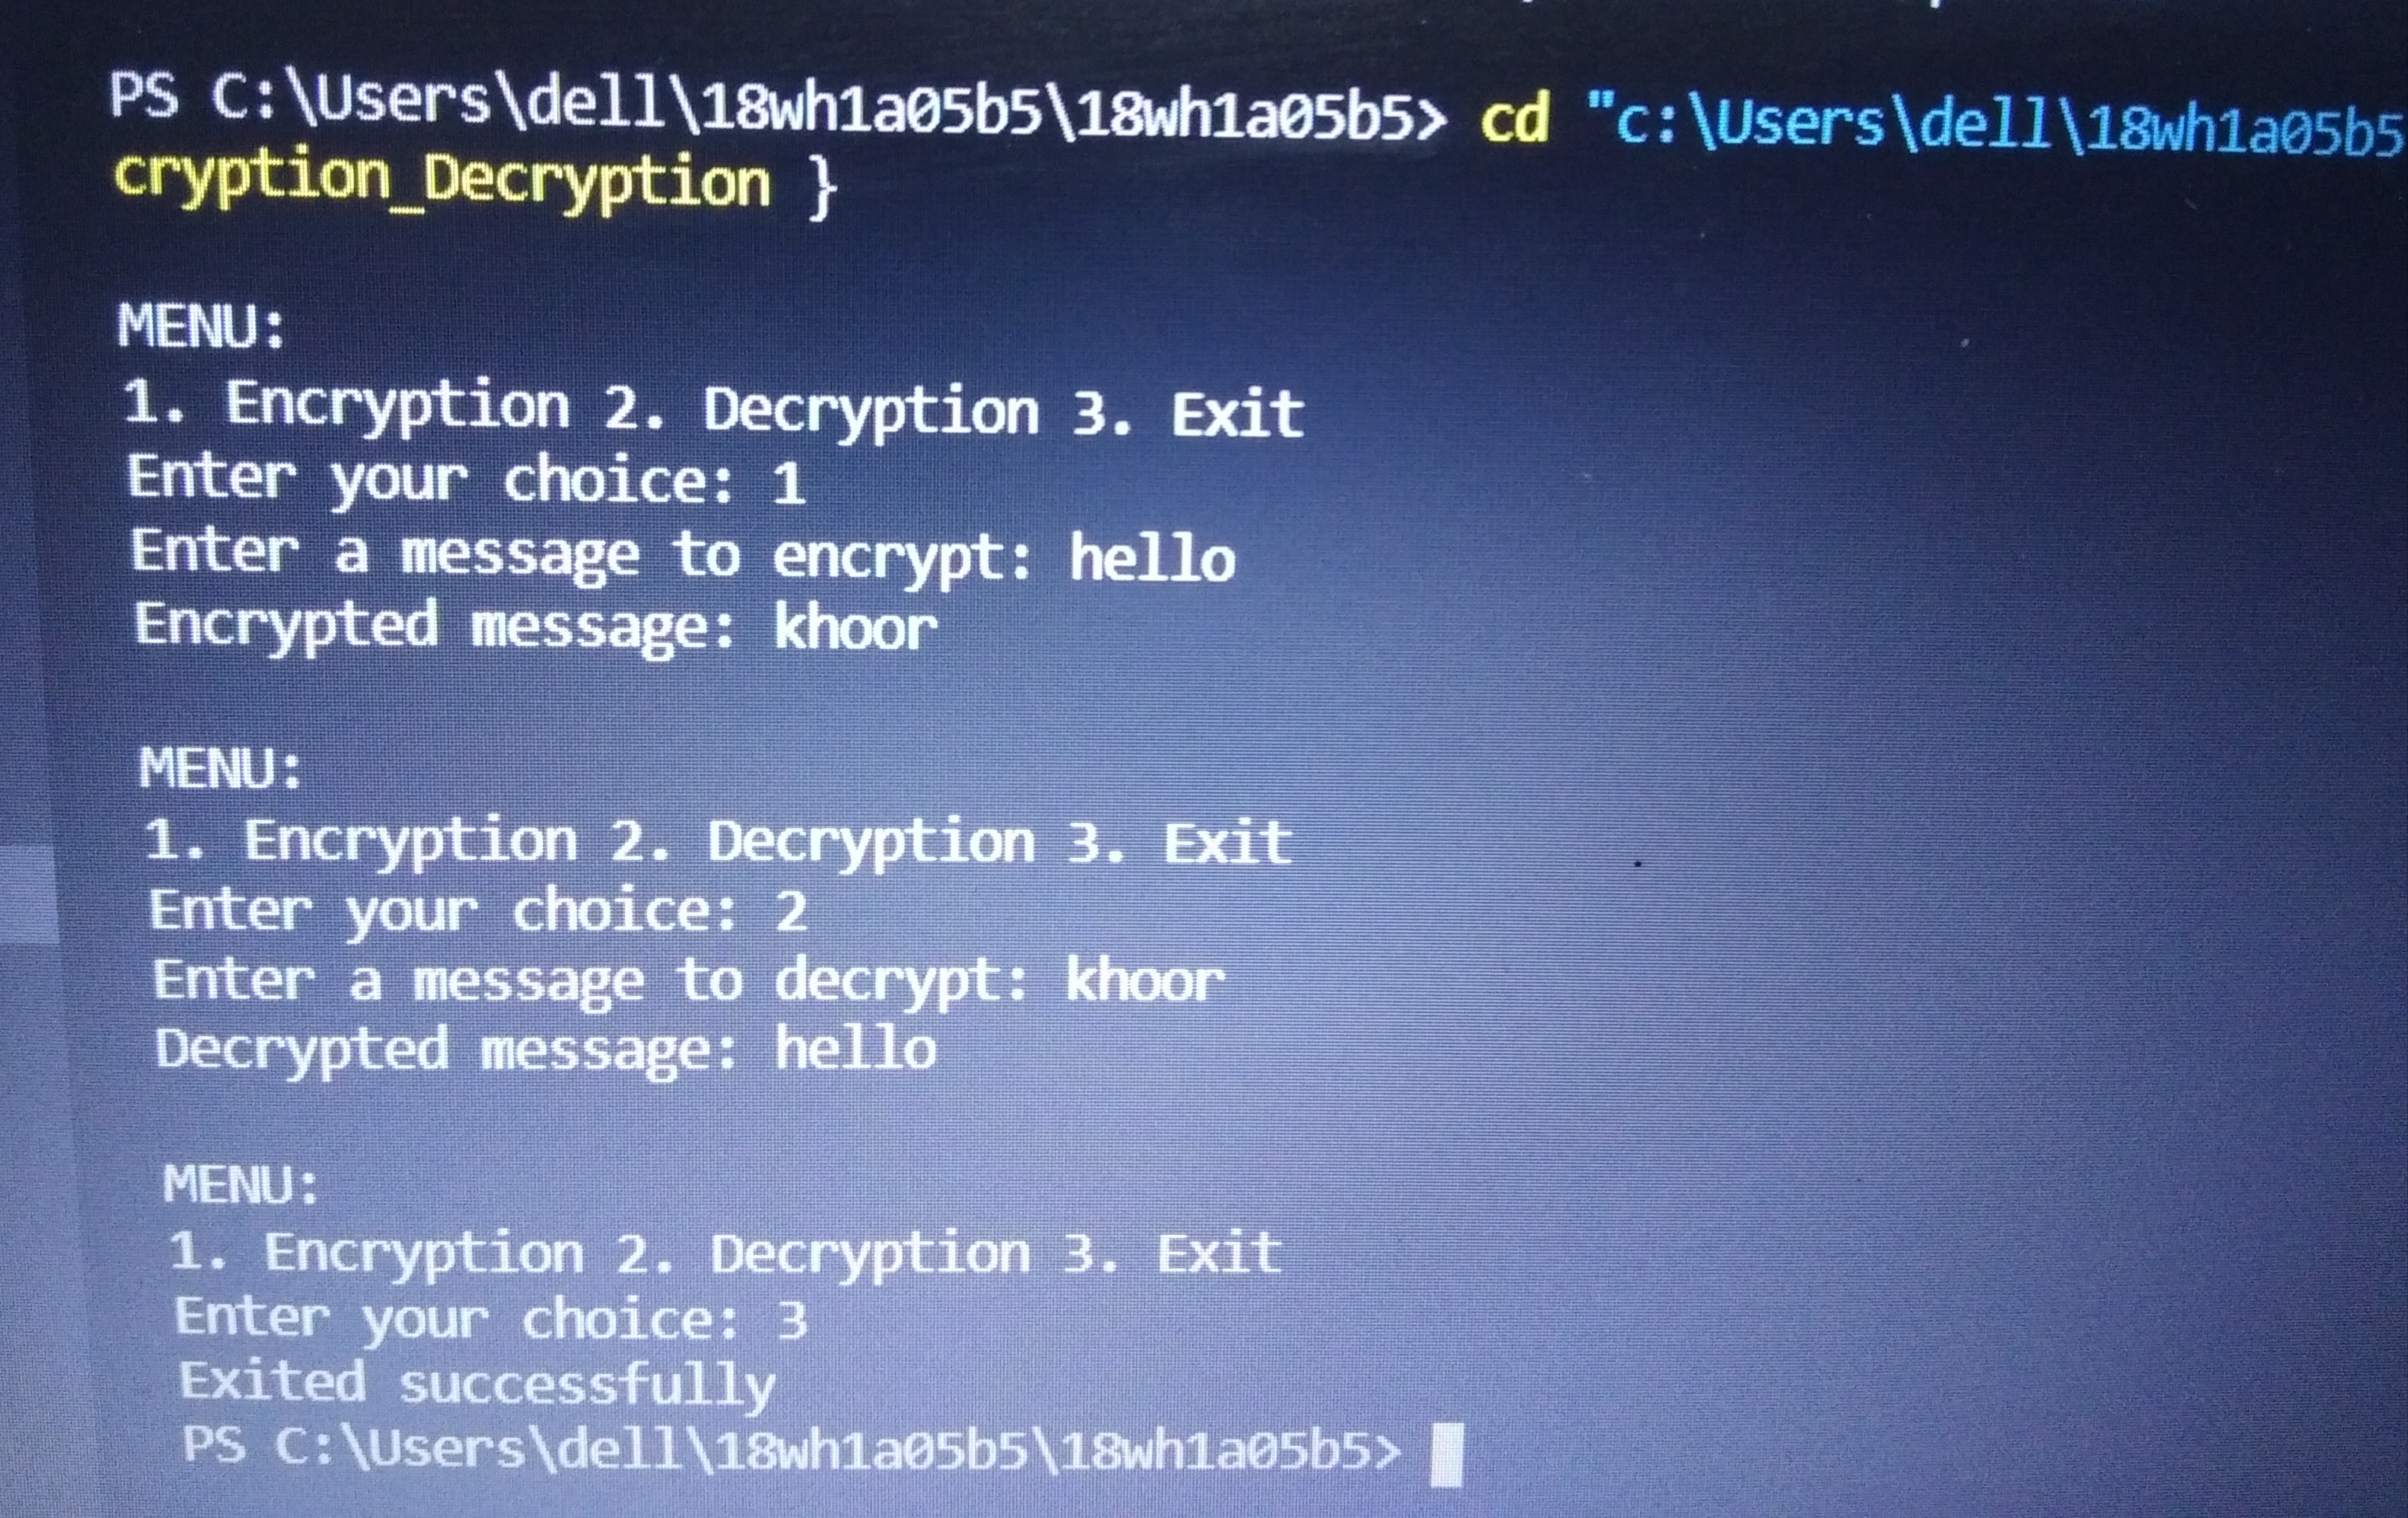 PS C:\Users\dell\18wh1a05b5\18wh1a05b5> cd "c:\Users\dell\18wh1a05b5
cryption_Decryption }
MENU:
1. Encryption 2. Decryption 3. Exit
Enter your choice: 1
Enter a message to encrypt: hello
Encrypted message: khoor
MENU:
1. Encryption 2. Decryption 3. Exit
Enter your choice: 2
Enter a message to decrypt: khoor
Decrypted message: hello
MENU:
1. Encryption 2. Decryption 3. Exit
Enter your choice: 3
Exited successfully
PS C:\Users\dell\18wh1a05b5\18wh1a05b5>